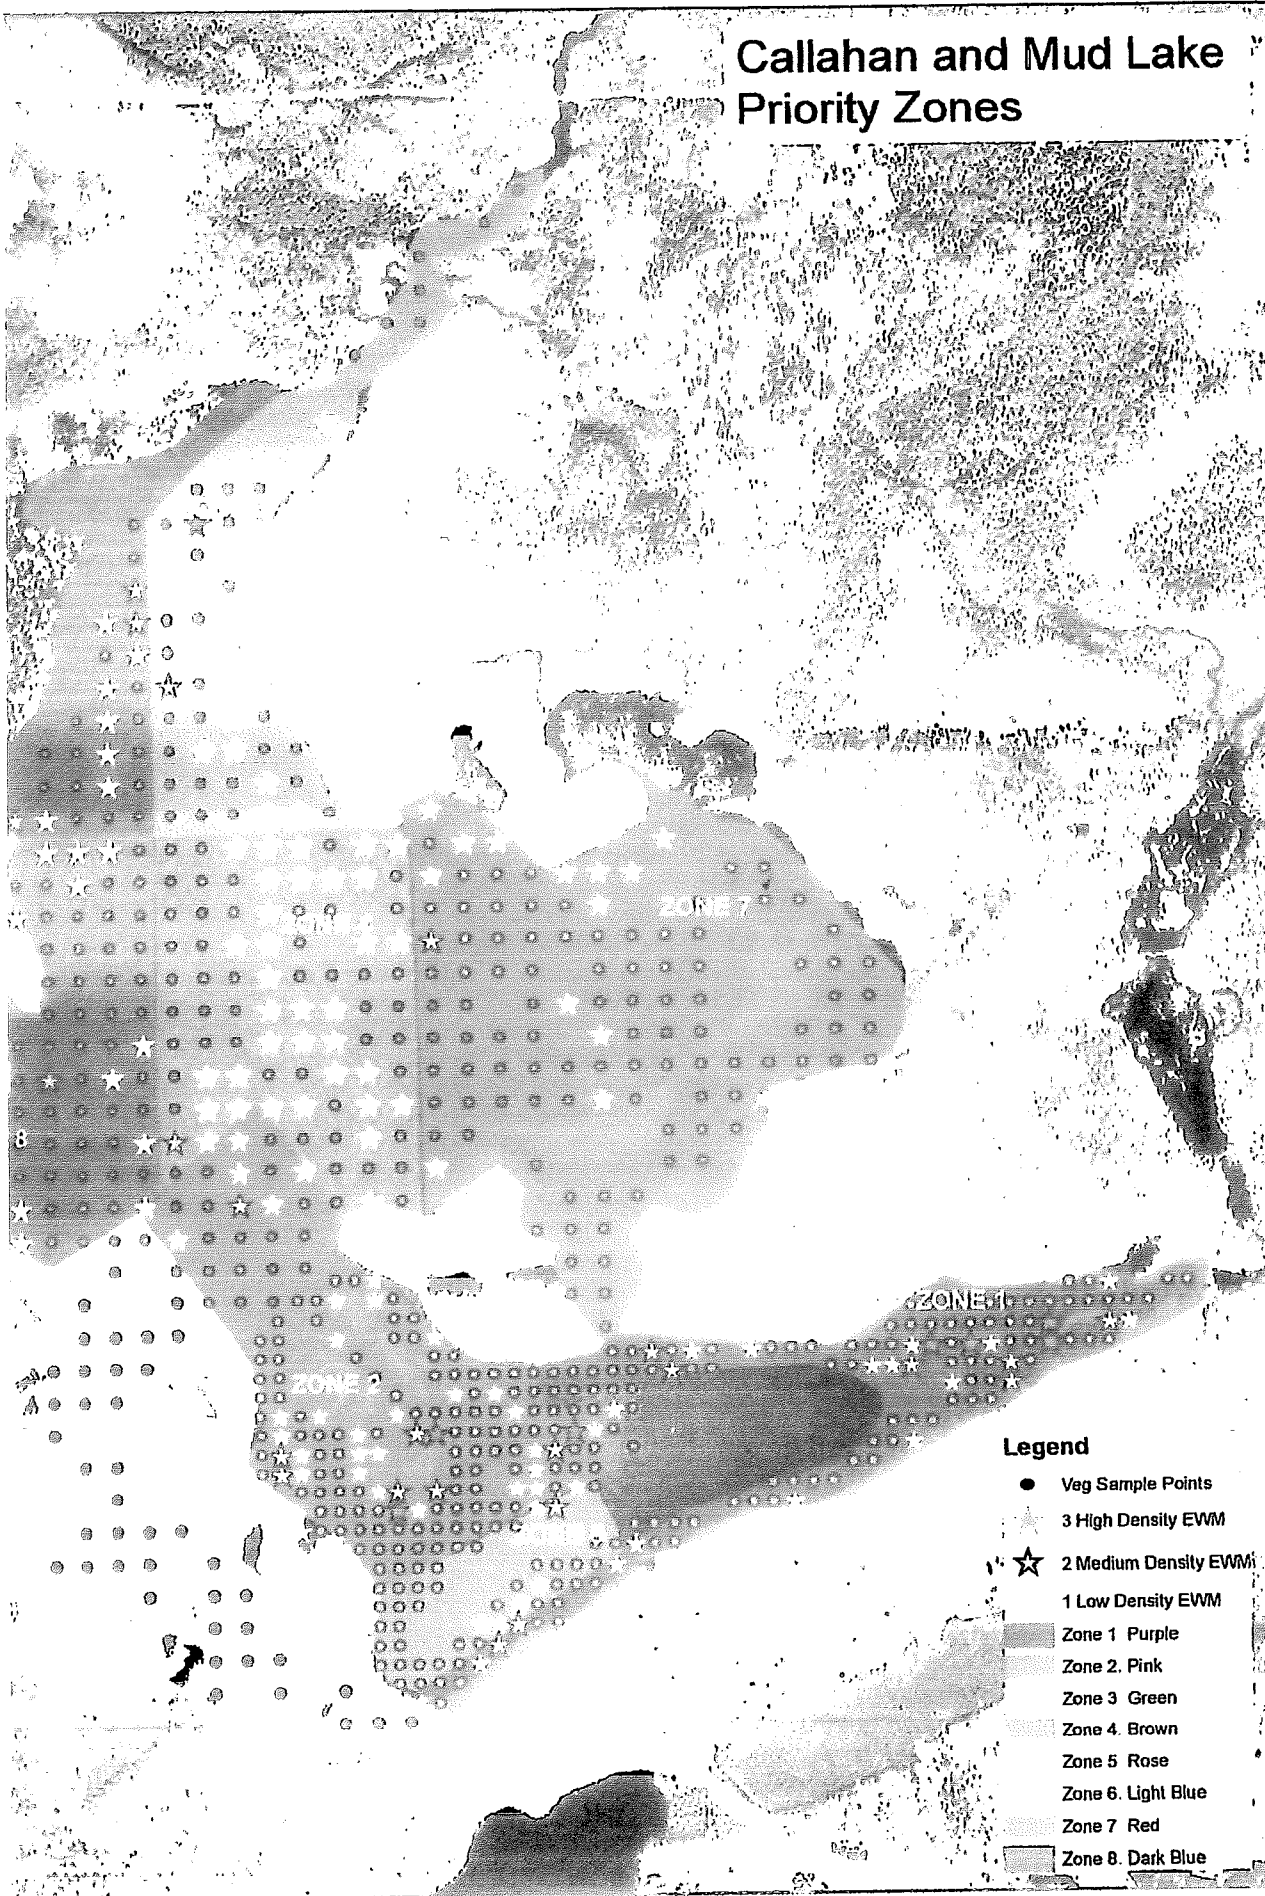 Callahan and Mud Lake
Priority Zones
ZONE 7
8
ZONE 1
ZONE 2
Legend
Veg Sample Points
3 High Density EWM
2 Medium Density EWM
1 Low Density EWM
Zone 1 Purple
Zone 2. Pink
Zone 3 Green
Zone 4. Brown
Zone 5 Rose
Zone 6. Light Blue
Zone 7 Red
Zone 8. Dark Blue